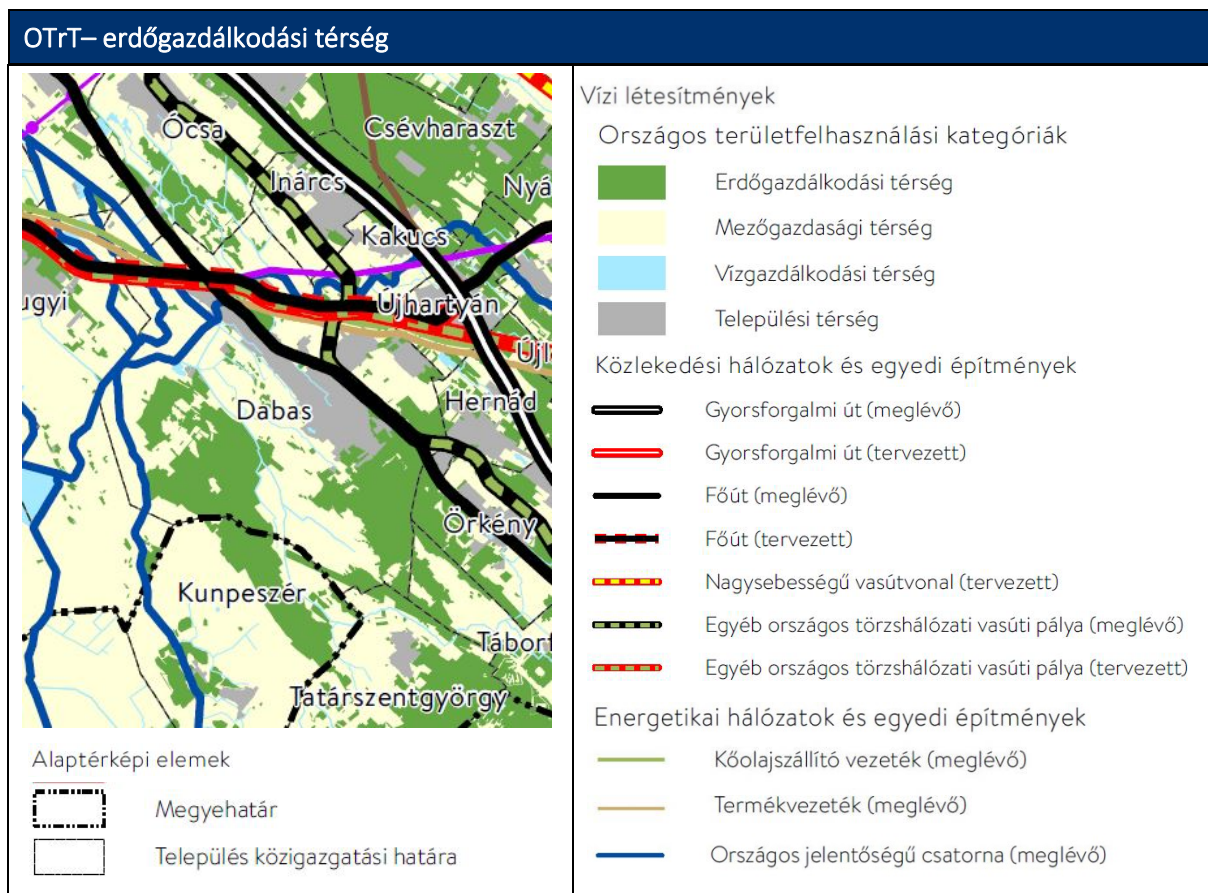 OTrT– erdőgazdálkodási térség
Ócsa
Csévharaszt
Inárcs
Nyá
Kakucs
ugyi
Újhartyán
Újl
Dabas
Hernád
Örkény
Kunpeszér
Tábor
Tatárszentgyörgy
Alaptérképi elemek
Megyehatár
Település közigazgatási határa
Vízi létesítmények
Országos területfelhasználási kategóriák
Erdőgazdálkodási térség
Mezőgazdasági térség
Vízgazdálkodási térség
Települési térség
Közlekedési hálózatok és egyedi építmények
Gyorsforgalmi út (meglévő)
Gyorsforgalmi út (tervezett)
Főút (meglévő)
Főút (tervezett)
Nagysebességű vasútvonal (tervezett)
Egyéb országos törzshálózati vasúti pálya (meglévő)
Egyéb országos törzshálózati vasúti pálya (tervezett)
Energetikai hálózatok és egyedi építmények
Kőolajszállító vezeték (meglévő)
Termékvezeték (meglévő)
Országos jelentőségű csatorna (meglévő)